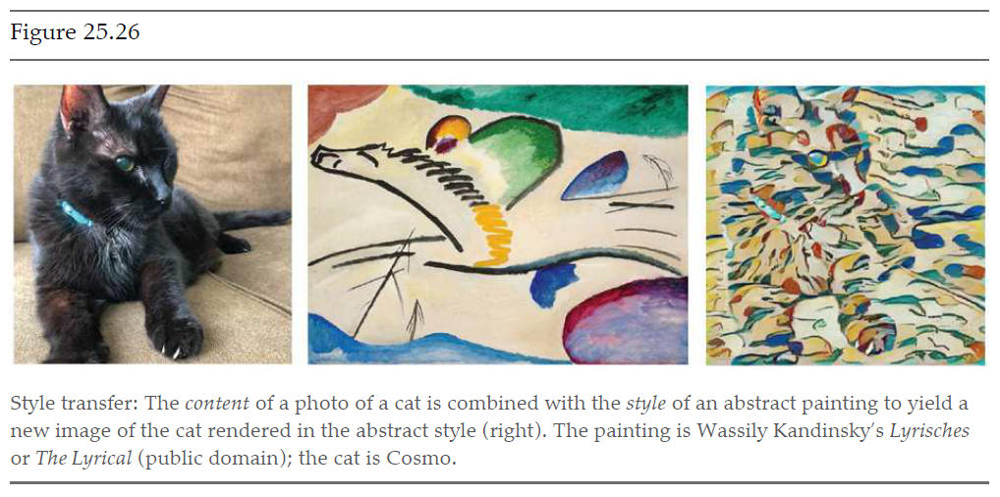 Figure 25.26
Style transfer: The content of a photo of a cat is combined with the style of an abstract painting to yield a
new image of the cat rendered in the abstract style (right). The painting is Wassily Kandinsky’s Lyrisches
or The Lyrical (public domain); the cat is Cosmo.